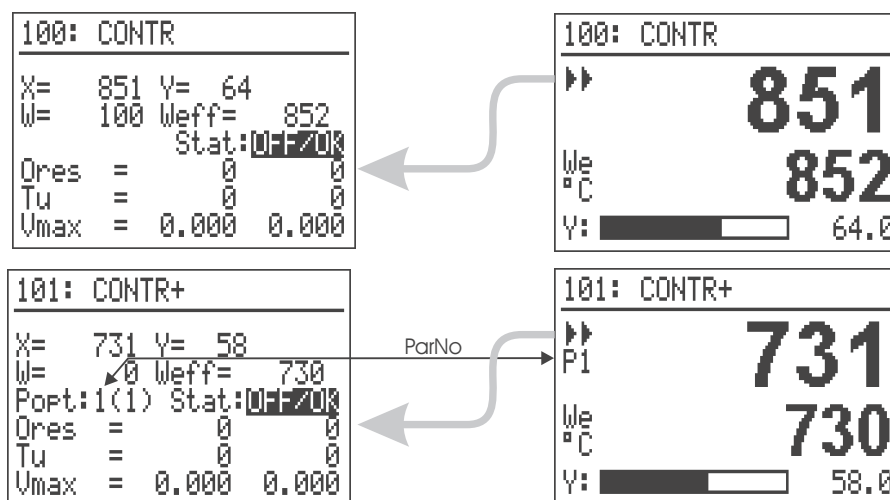 100: CONTR
X= 851 Y= 64
W= 100 Weff= 852
Stat:OFF/OK
Ores = 0 0
Tu = 0 0
Vmax = 0.000 0.000
100: CONTR
851
We 852
°C
Y: 64.0
101: CONTR+
X= 731 Y= 58
W= 0 Weff= 730
Popt:1(1) Stat:OFF/OK
Ores = 0 0
Tu = 0 0
Vmax = 0.000 0.000
ParNo
101: CONTR+
731
P1
We 730
°C
Y: 58.0